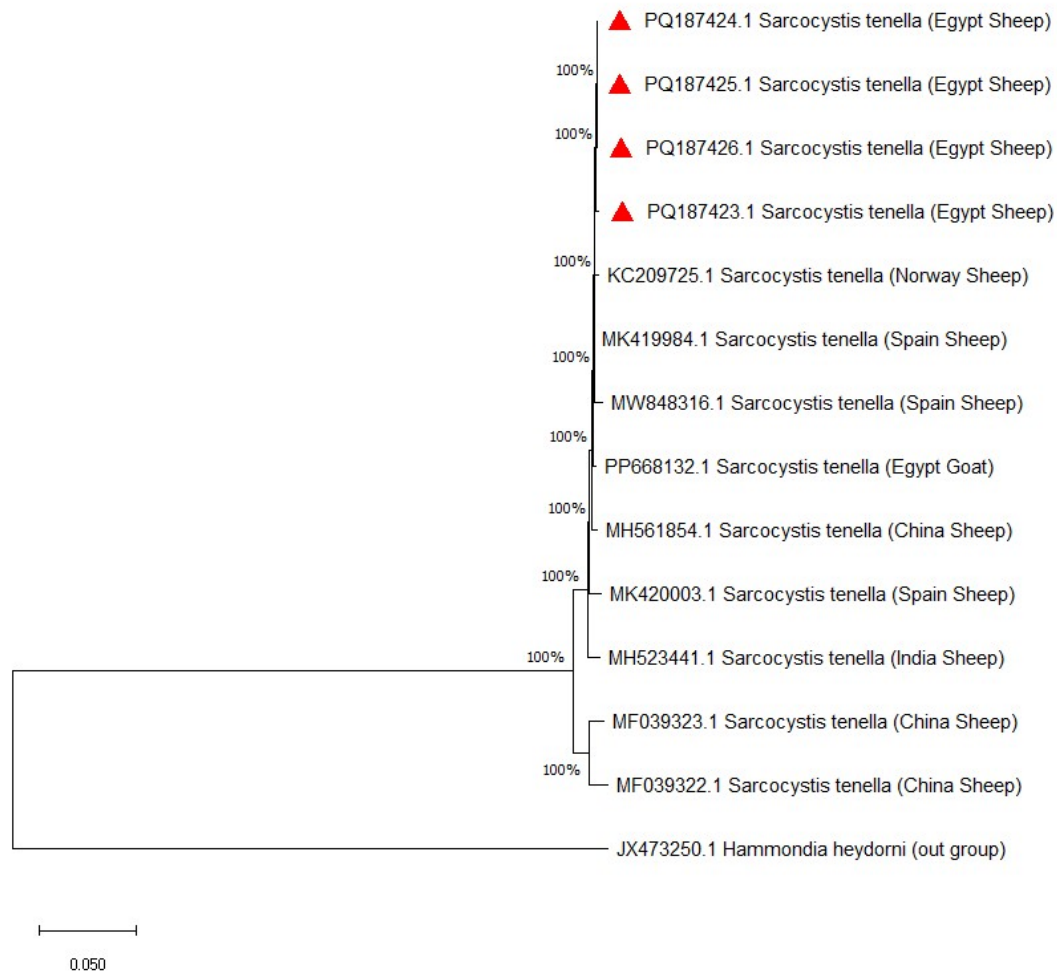 PQ187424.1 Sarcocystis tenella (Egypt Sheep)
100%
PQ187425.1 Sarcocystis tenella (Egypt Sheep)
100%
PQ187426.1 Sarcocystis tenella (Egypt Sheep)
PQ187423.1 Sarcocystis tenella (Egypt Sheep)
100%
KC209725.1 Sarcocystis tenella (Norway Sheep)
MK419984.1 Sarcocystis tenella (Spain Sheep)
100%
MW848316.1 Sarcocystis tenella (Spain Sheep)
100%
PP668132.1 Sarcocystis tenella (Egypt Goat)
100%
MH561854.1 Sarcocystis tenella (China Sheep)
100%
MK420003.1 Sarcocystis tenella (Spain Sheep)
100%
MH523441.1 Sarcocystis tenella (India Sheep)
MF039323.1 Sarcocystis tenella (China Sheep)
100%
MF039322.1 Sarcocystis tenella (China Sheep)
JX473250.1 Hammondia heydorni (out group)
0.050